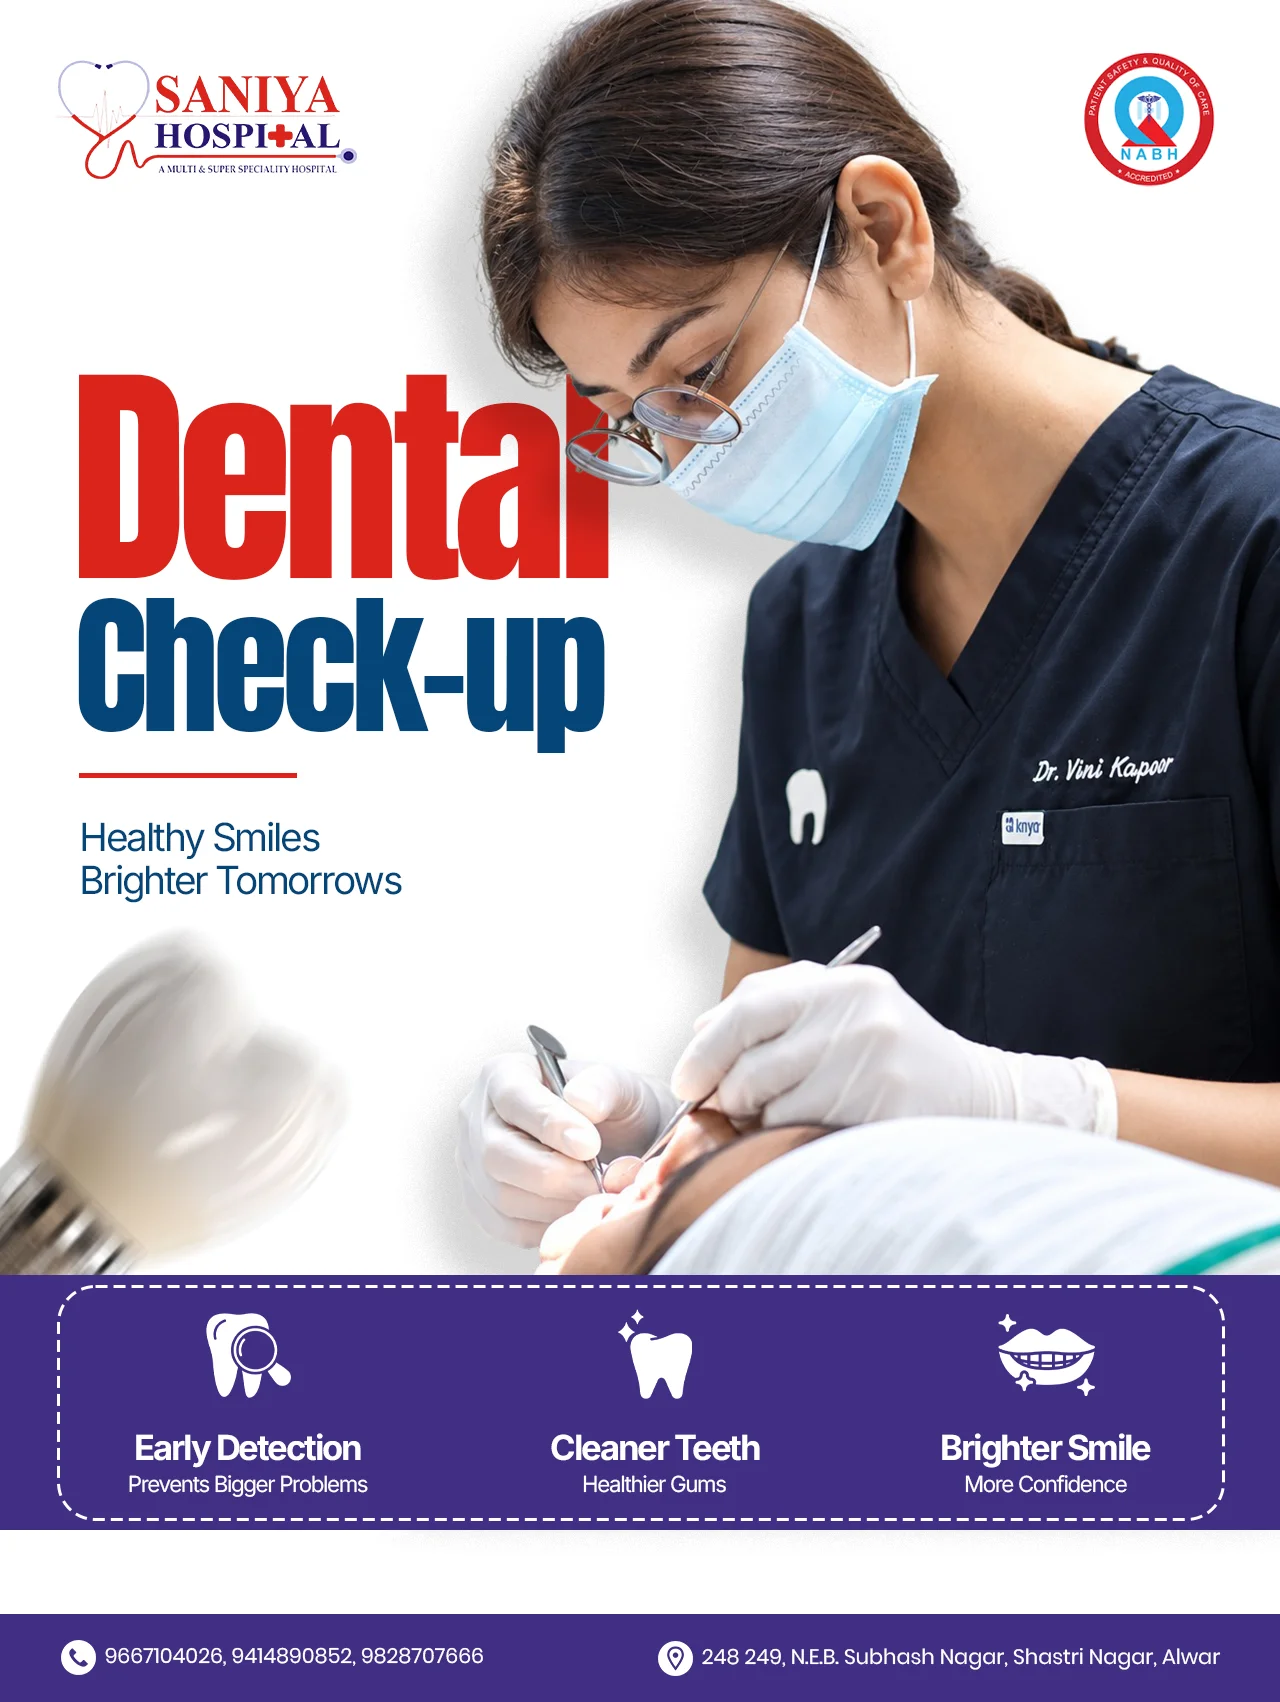 SANIYA
HOSPITAL
A MULTI & SUPER SPECIALITY HOSPITAL
PATIENT SAFETY & QUALITY OF CARE
NABH
* ACCREDITED *
Dental
Check-up
Healthy Smiles
Brighter Tomorrows
Dr. Vini Kapoor
knya
Early Detection
Prevents Bigger Problems
Cleaner Teeth
Healthier Gums
Brighter Smile
More Confidence
9667104026, 9414890852, 9828707666
248 249, N.E.B. Subhash Nagar, Shastri Nagar, Alwar